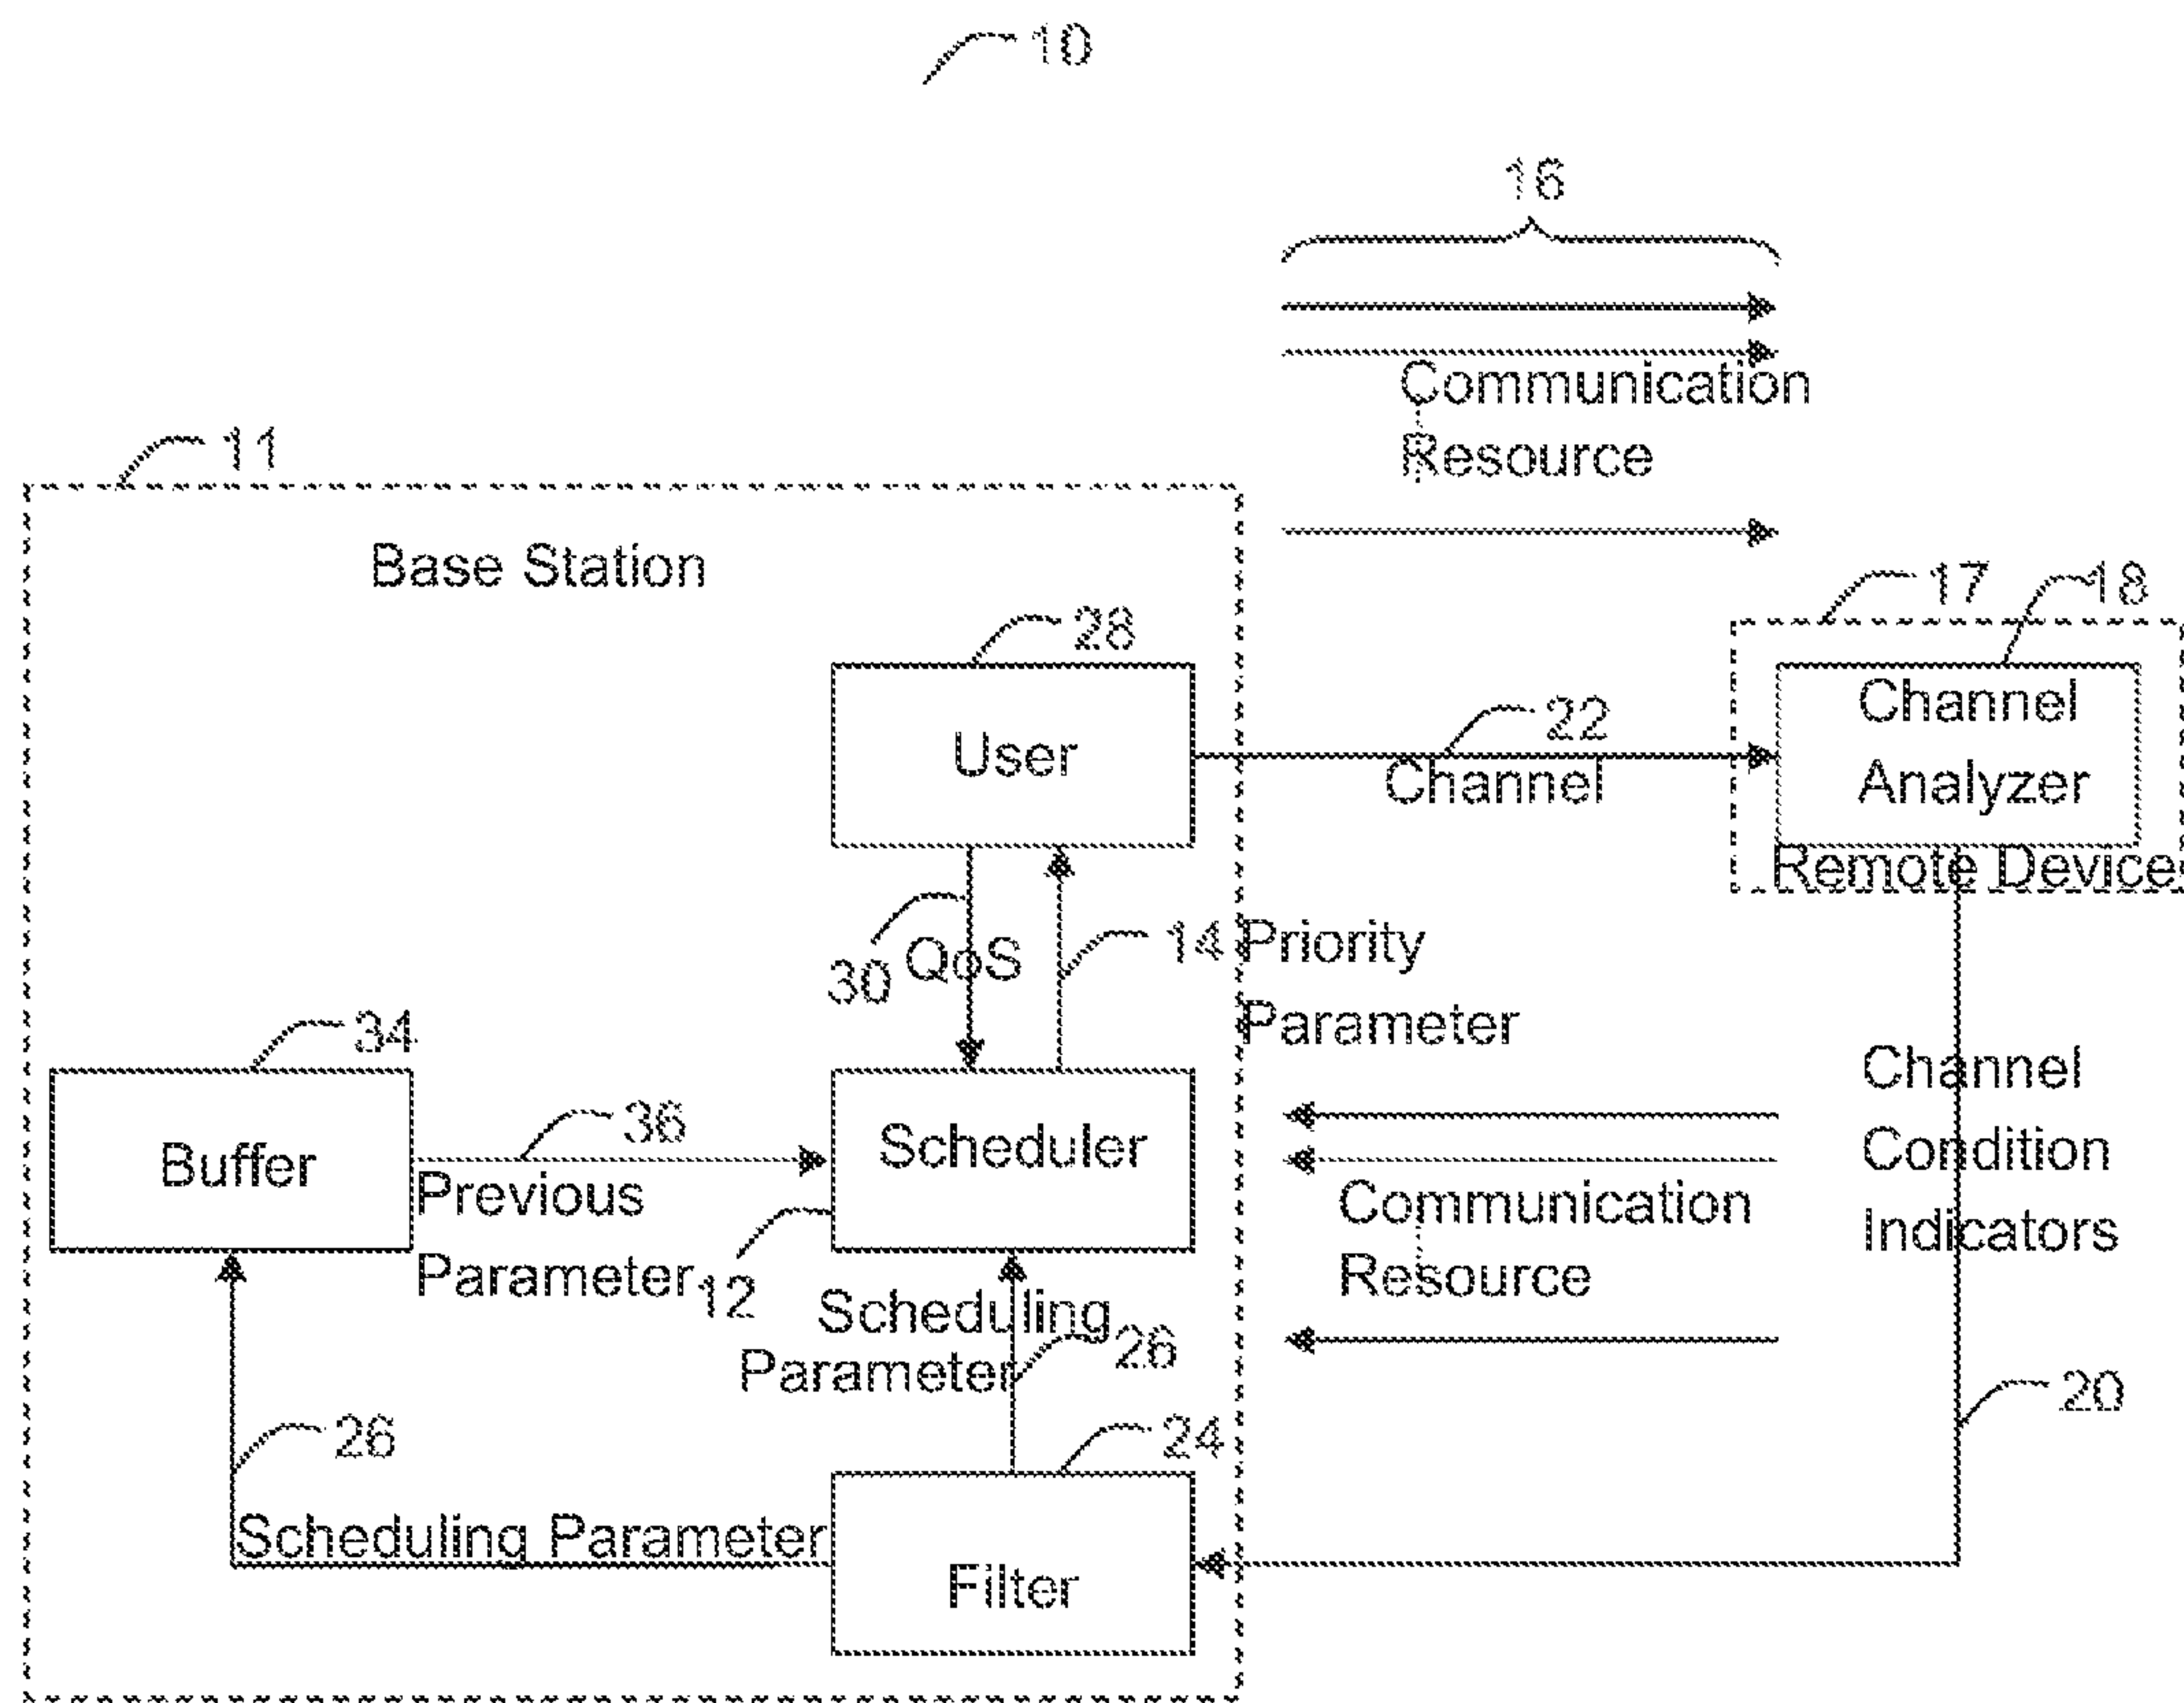 10
16
Communication
Resource
11
Base Station
17
18
28
User
22
Channel
Channel
Analyzer
Remote Device
30
QoS
14
Priority
Parameter
34
Buffer
36
Previous
Parameter
12
Scheduler
Communication
Resource
Channel
Condition
Indicators
Scheduling
Parameter
26
20
26
24
Scheduling Parameter
Filter